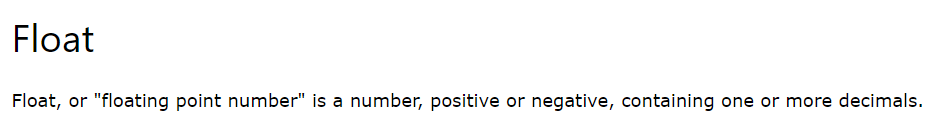 Float
Float, or "floating point number" is a number, positive or negative, containing one or more decimals.